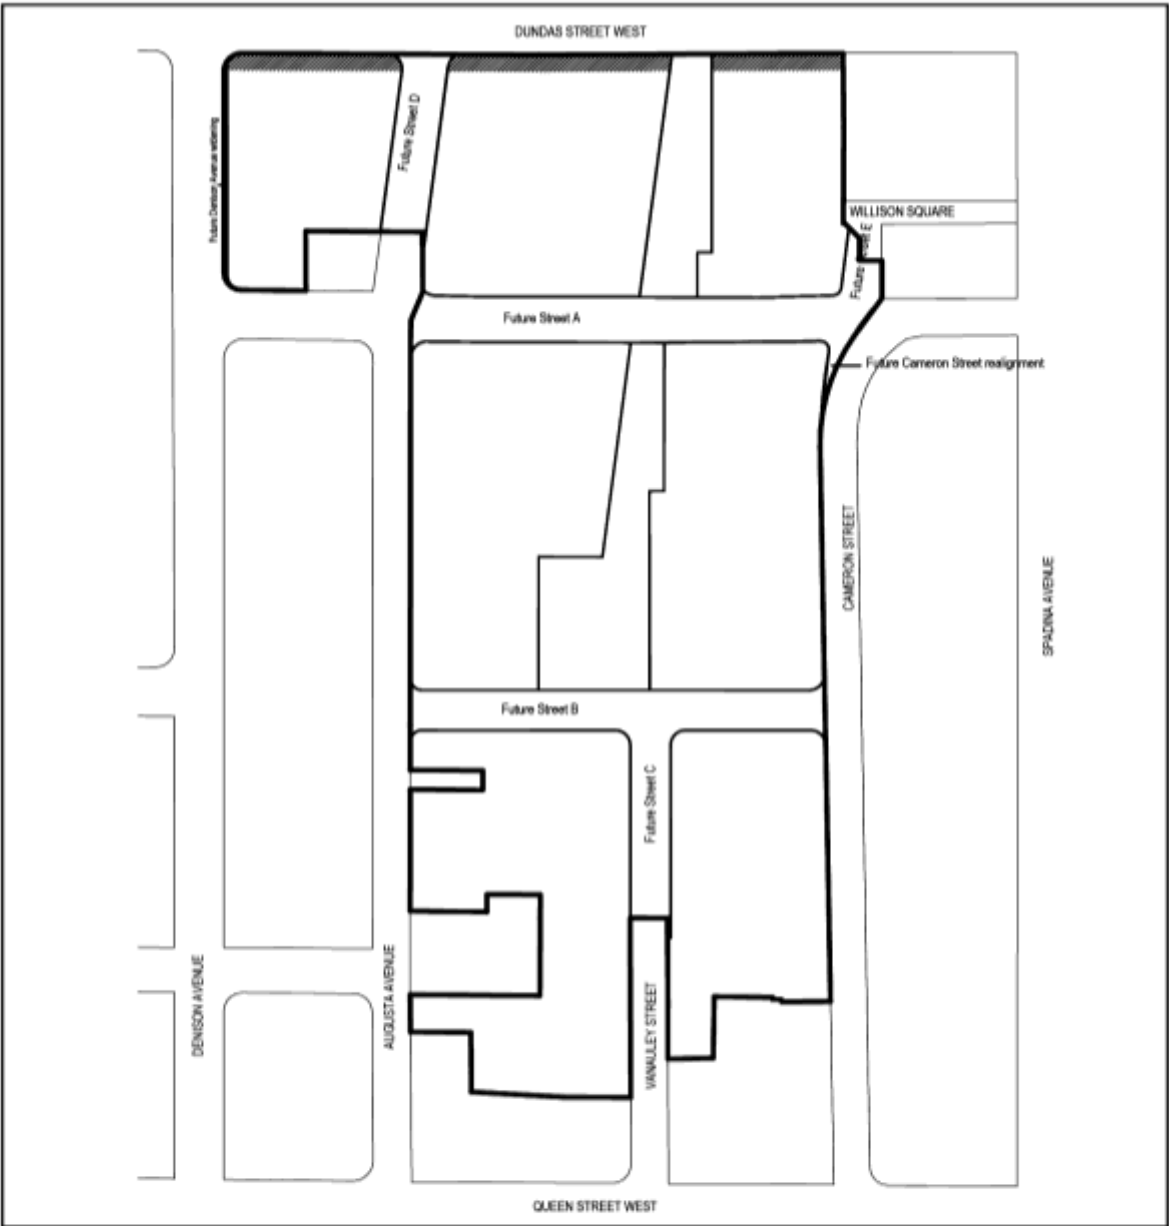 DUNDAS STREET WEST
Future Street D
Future Denison Avenue widening
WILLISON SQUARE
Future
E
Future Street A
Future Cameron Street realignment
CAMERON STREET
SPADINA AVENUE
Future Street B
Future Street C
DENISON AVENUE
AUGUSTA AVENUE
VANAULEY STREET
QUEEN STREET WEST